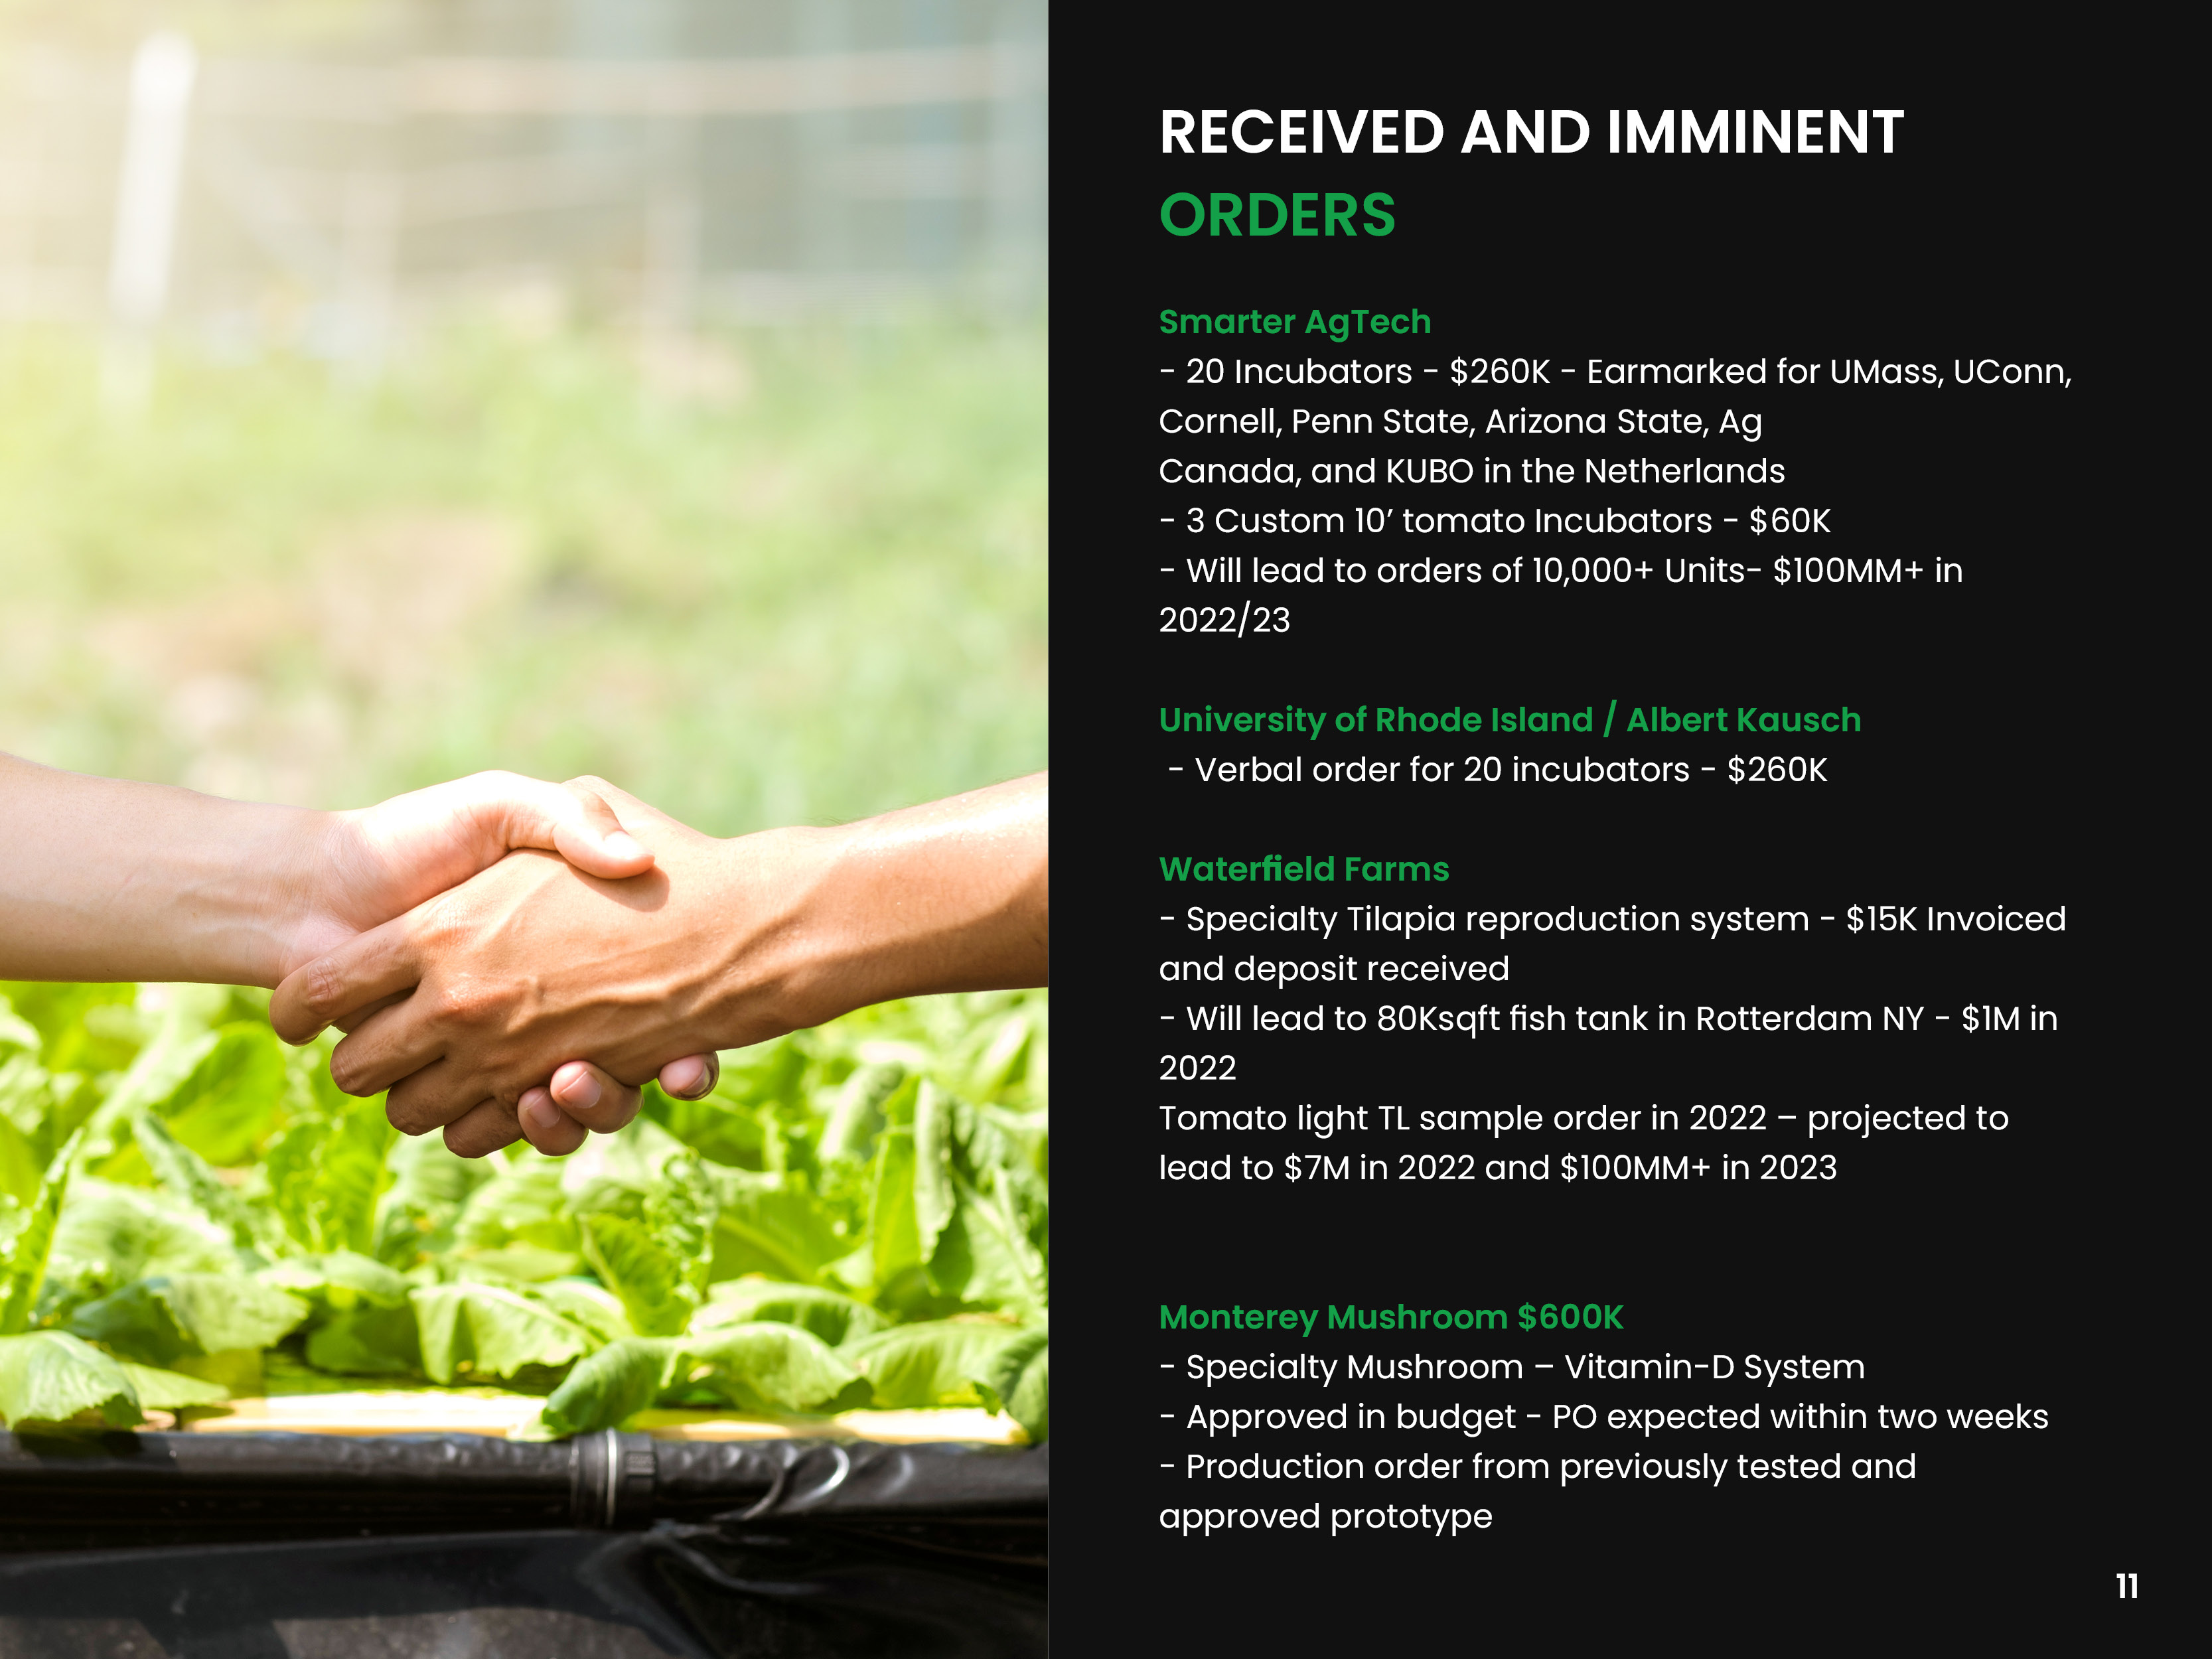 RECEIVED AND IMMINENT
ORDERS
Smarter AgTech
- 20 Incubators - $260K - Earmarked for UMass, UConn,
Cornell, Penn State, Arizona State, Ag
Canada, and KUBO in the Netherlands
- 3 Custom 10’ tomato Incubators - $60K
- Will lead to orders of 10,000+ Units- $100MM+ in
2022/23
University of Rhode Island / Albert Kausch
- Verbal order for 20 incubators - $260K
Waterfield Farms
- Specialty Tilapia reproduction system - $15K Invoiced
and deposit received
- Will lead to 80Ksqft fish tank in Rotterdam NY - $1M in
2022
Tomato light TL sample order in 2022 – projected to
lead to $7M in 2022 and $100MM+ in 2023
Monterey Mushroom $600K
- Specialty Mushroom – Vitamin-D System
- Approved in budget - PO expected within two weeks
- Production order from previously tested and
approved prototype
11